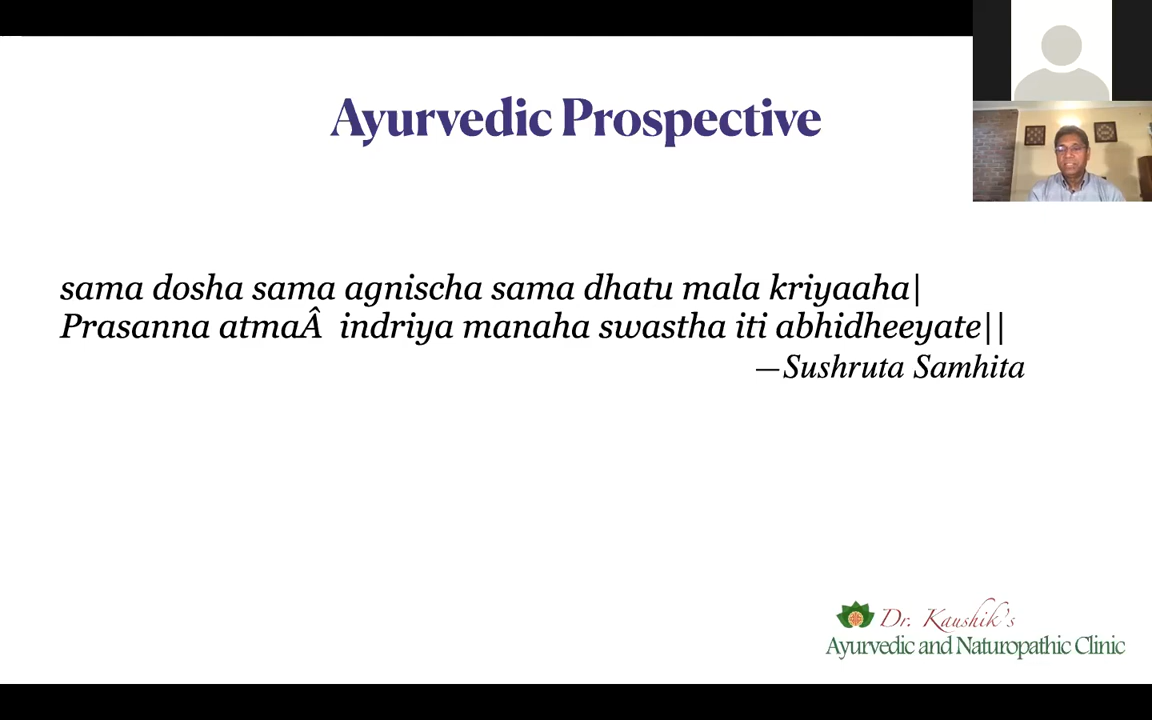 Ayurvedic Prospective
sama dosha sama agnischa sama dhatu mala kriyaaha|
Prasanna atmaÂ  indriya manaha swastha iti abhidheeyate||
—Sushruta Samhita
Dr. Kaushik's
Ayurvedic and Naturopathic Clinic